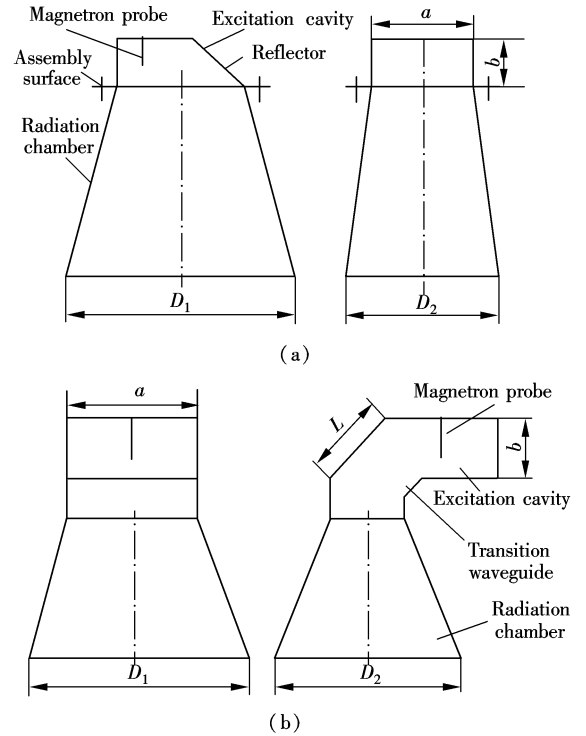 Magnetron probe
Excitation cavity
Reflector
Assembly
surface
Radiation
chamber
a
b
D1
D2
(a)
a
L
Magnetron probe
b
Excitation cavity
Transition
waveguide
Radiation
chamber
D1
D2
(b)